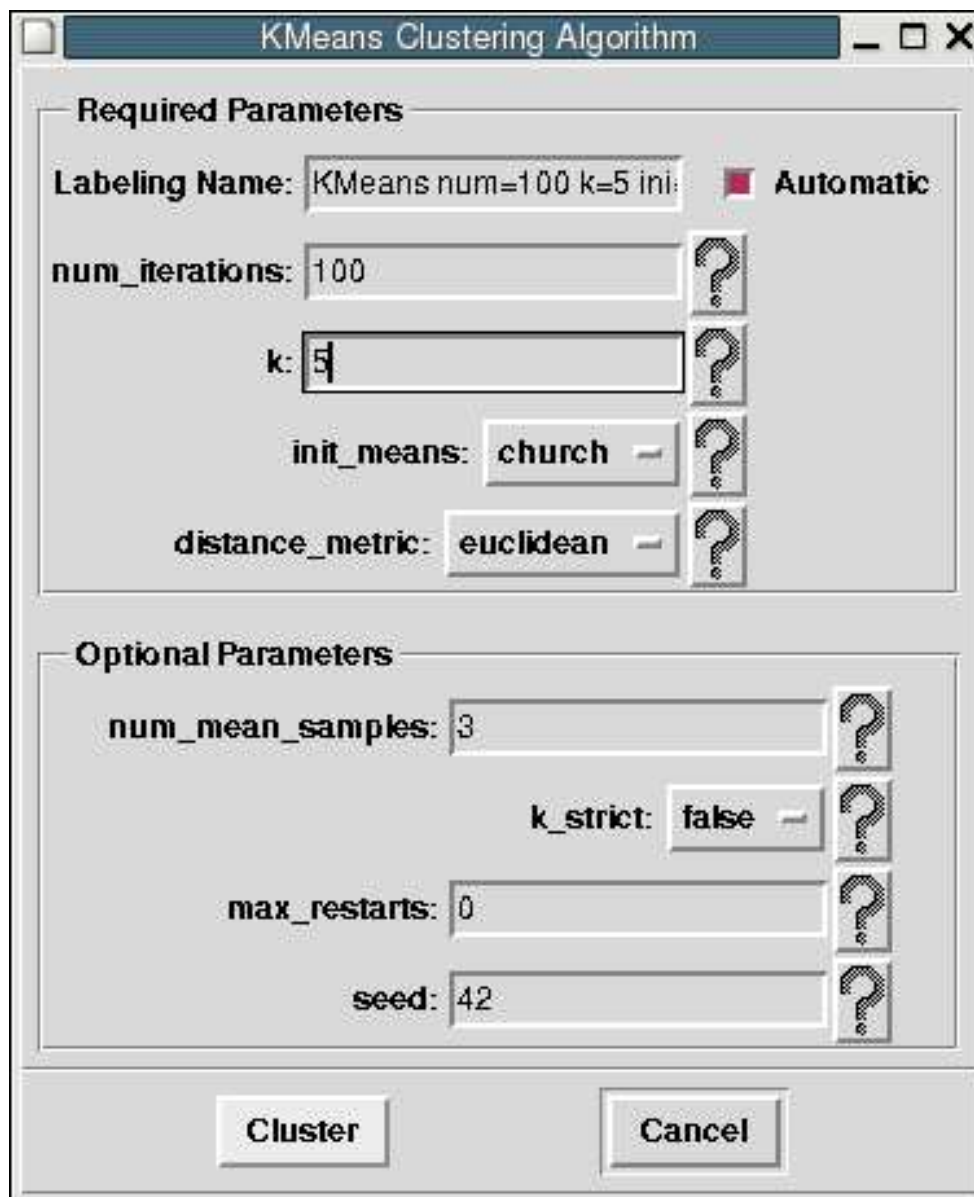 KMeans Clustering Algorithm
Required Parameters
Labeling Name: KMeans num=100 k=5 ini= Automatic
num_iterations: 100 ?
k: 5 ?
init_means: church ?
distance_metric: euclidean ?
Optional Parameters
num_mean_samples: 3 ?
k_strict: false ?
max_restarts: 0 ?
seed: 42 ?
Cluster Cancel